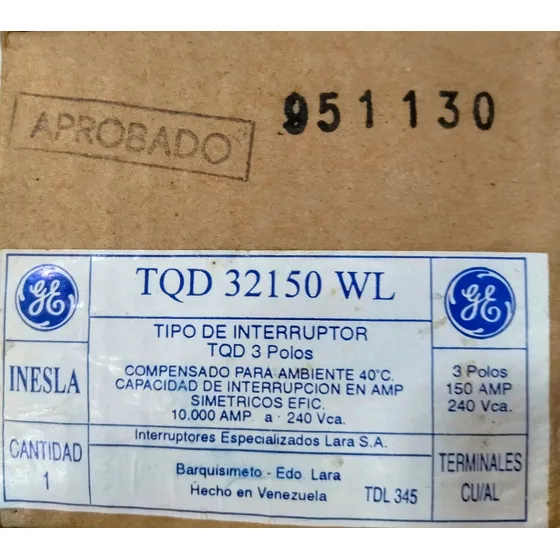 APROBADO
951130
GE
TQD 32150 WL
GE
TIPO DE INTERRUPTOR
TQD 3 Polos
INESLA
COMPENSADO PARA AMBIENTE 40°C.
CAPACIDAD DE INTERRUPCION EN AMP
SIMETRICOS EFIC.
10.000 AMP. a · 240 Vca.
3 Polos
150 AMP
240 Vca.
CANTIDAD
1
Interruptores Especializados Lara S.A.
Barquisimeto - Edo. Lara
Hecho en Venezuela TDL 345
TERMINALES
CU/AL